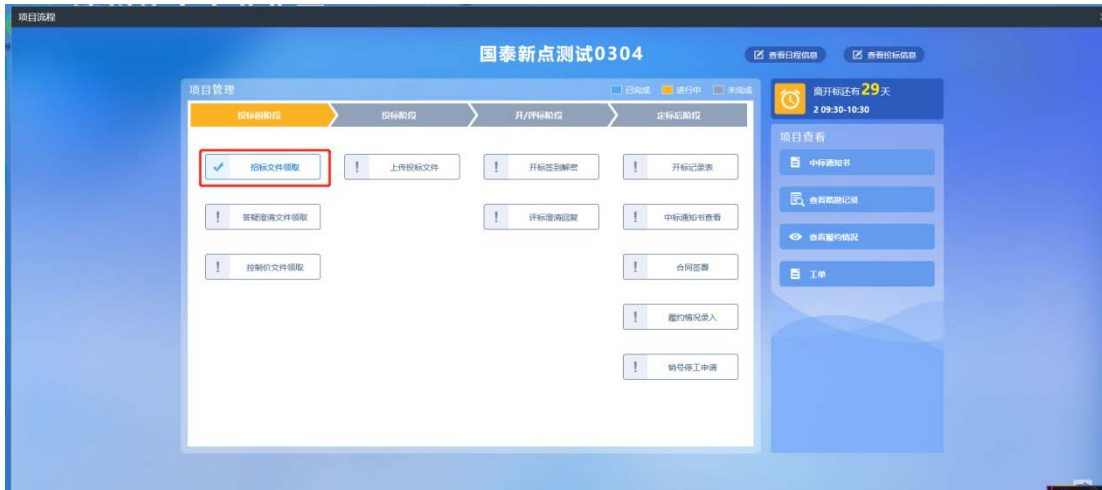 项目流程
国泰新点测试0304
查看日程信息
查看投标信息
项目管理
已完成
进行中
未完成
投标前阶段
投标阶段
开/评标阶段
定标后阶段
招标文件领取
上传投标文件
开标签到解密
开标记录表
答疑澄清文件领取
评标澄清回复
中标通知书查看
控制价文件领取
合同签署
履约情况录入
销号停工申请
离开标还有29天
2 09:30-10:30
项目查看
中标通知书
查看踏勘记录
查看履约情况
工单